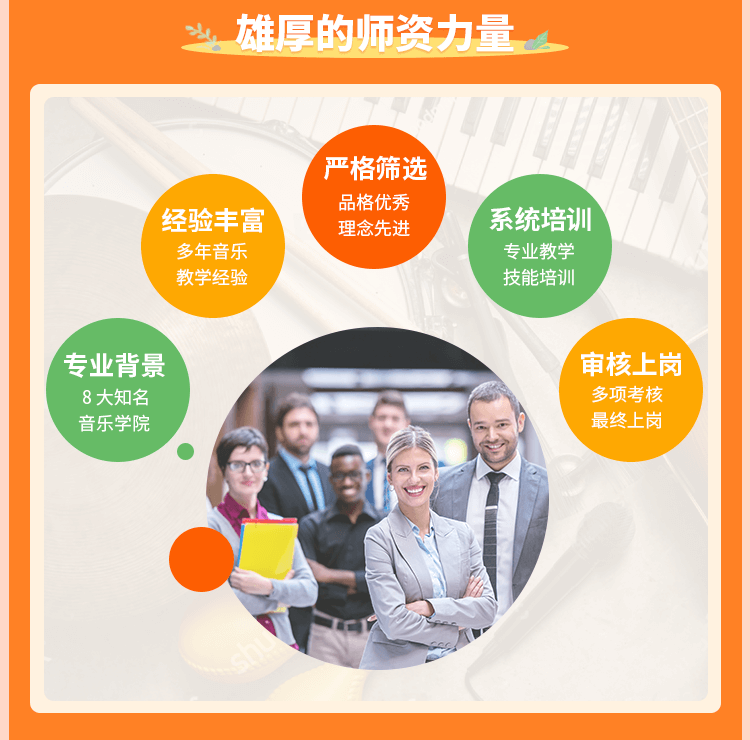 雄厚的师资力量
严格筛选
品格优秀
理念先进
经验丰富
多年音乐
教学经验
系统培训
专业教学
技能培训
专业背景
8 大知名
音乐学院
审核上岗
多项考核
最终上岗